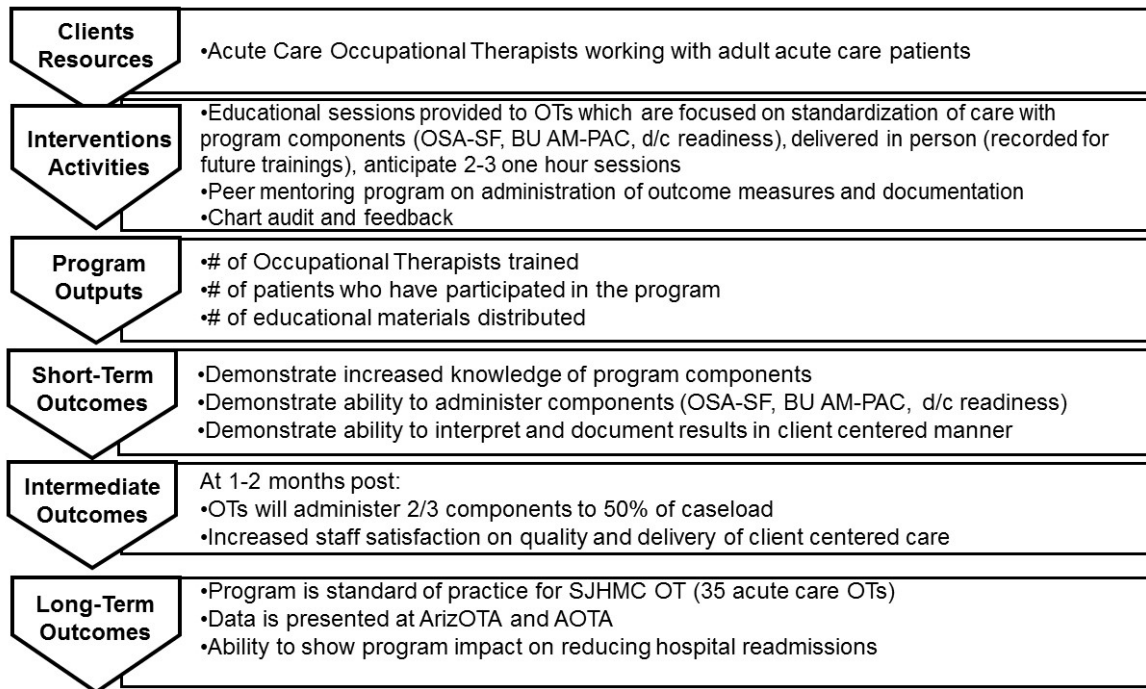 Clients
Resources
•Acute Care Occupational Therapists working with adult acute care patients
Interventions
Activities
•Educational sessions provided to OTs which are focused on standardization of care with
program components (OSA-SF, BU AM-PAC, d/c readiness), delivered in person (recorded for
future trainings), anticipate 2-3 one hour sessions
•Peer mentoring program on administration of outcome measures and documentation
•Chart audit and feedback
Program
Outputs
•# of Occupational Therapists trained
•# of patients who have participated in the program
•# of educational materials distributed
Short-Term
Outcomes
•Demonstrate increased knowledge of program components
•Demonstrate ability to administer components (OSA-SF, BU AM-PAC, d/c readiness)
•Demonstrate ability to interpret and document results in client centered manner
Intermediate
Outcomes
At 1-2 months post:
•OTs will administer 2/3 components to 50% of caseload
•Increased staff satisfaction on quality and delivery of client centered care
Long-Term
Outcomes
•Program is standard of practice for SJHMC OT (35 acute care OTs)
•Data is presented at ArizOTA and AOTA
•Ability to show program impact on reducing hospital readmissions